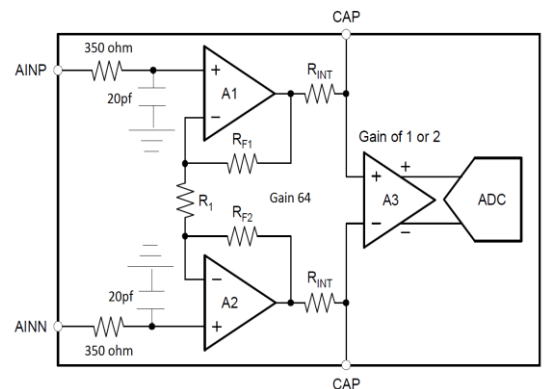 CAP
350 ohm
AINP
20pf
+
A1
−
RINT
RF1
Gain of 1 or 2
R1
RF2
Gain 64
+
A3
−
+
−
ADC
20pf
−
A2
+
RINT
AINN
350 ohm
CAP